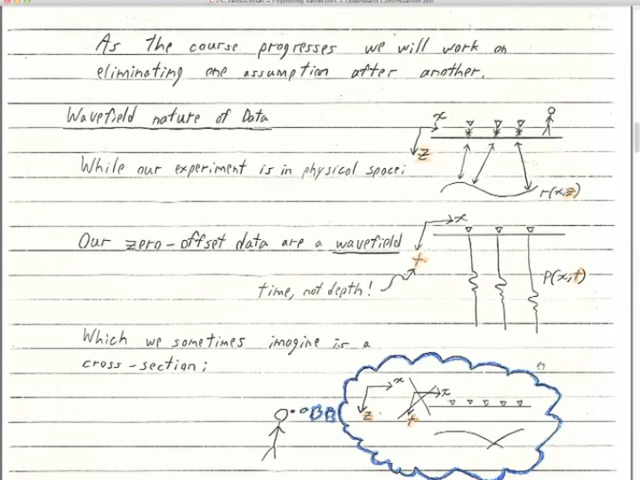 As the course progresses we will work on
eliminating one assumption after another.
Wavefield nature of Data
x
z
While our experiment is in physical space:
r(x,z)
x
Our zero-offset data are a wavefield
t
time, not depth!
p(x,t)
Which we sometimes imagine is a
cross-section:
x
x
z
t